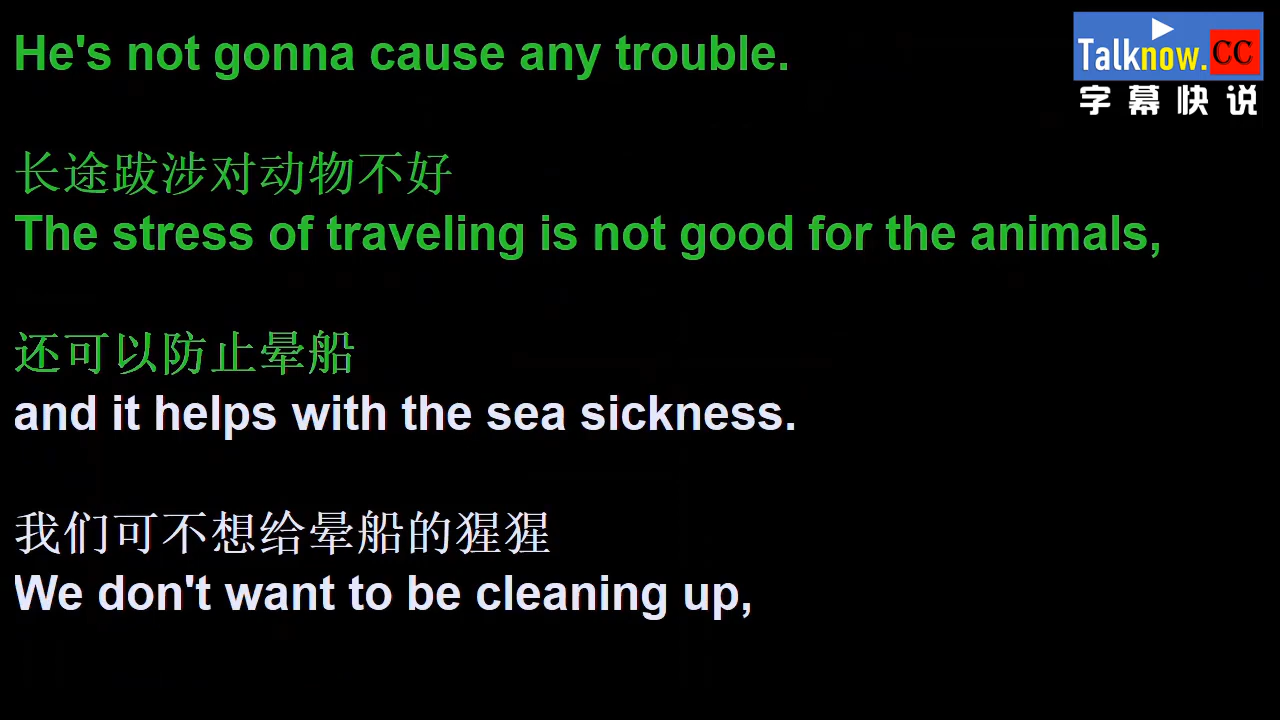 He's not gonna cause any trouble.
Talknow.CC
字幕快说
长途跋涉对动物不好
The stress of traveling is not good for the animals,
还可以防止晕船
and it helps with the sea sickness.
我们可不想给晕船的猩猩
We don't want to be cleaning up,